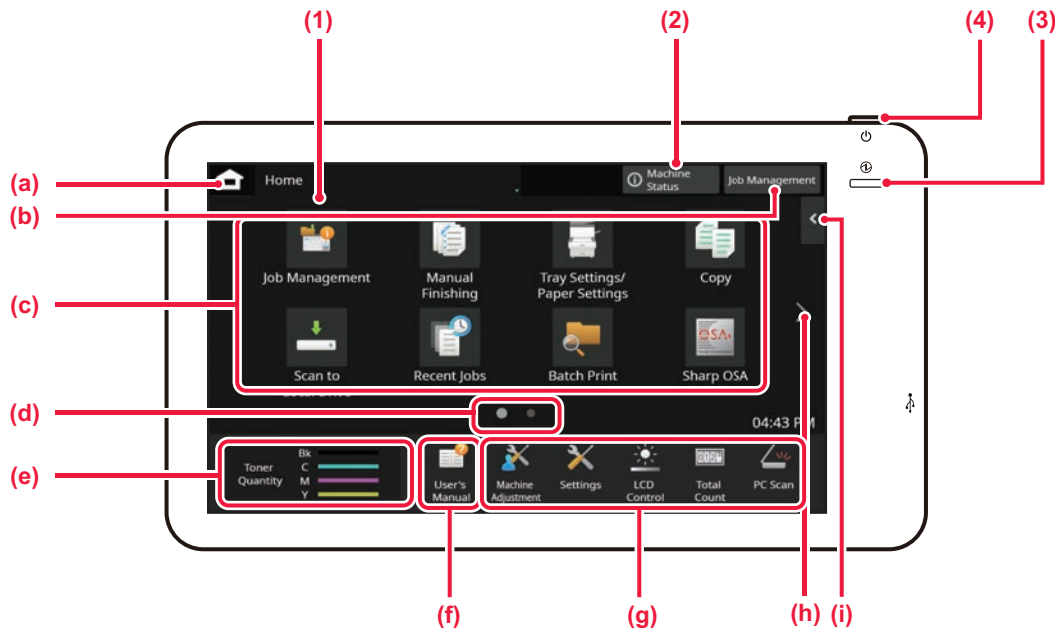 (1) (2) (4) (3)
(a) Home Machine Status Job Management
(b)
(c)
Job Management Manual Finishing Tray Settings/ Paper Settings Copy
OSA
Scan to Recent Jobs Batch Print Sharp OSA
(d)
04:43 PM
(e) Toner Quantity Bk C M Y
User's Manual Machine Adjustment Settings LCD Control Total Count PC Scan
(f) (g) (h) (i)